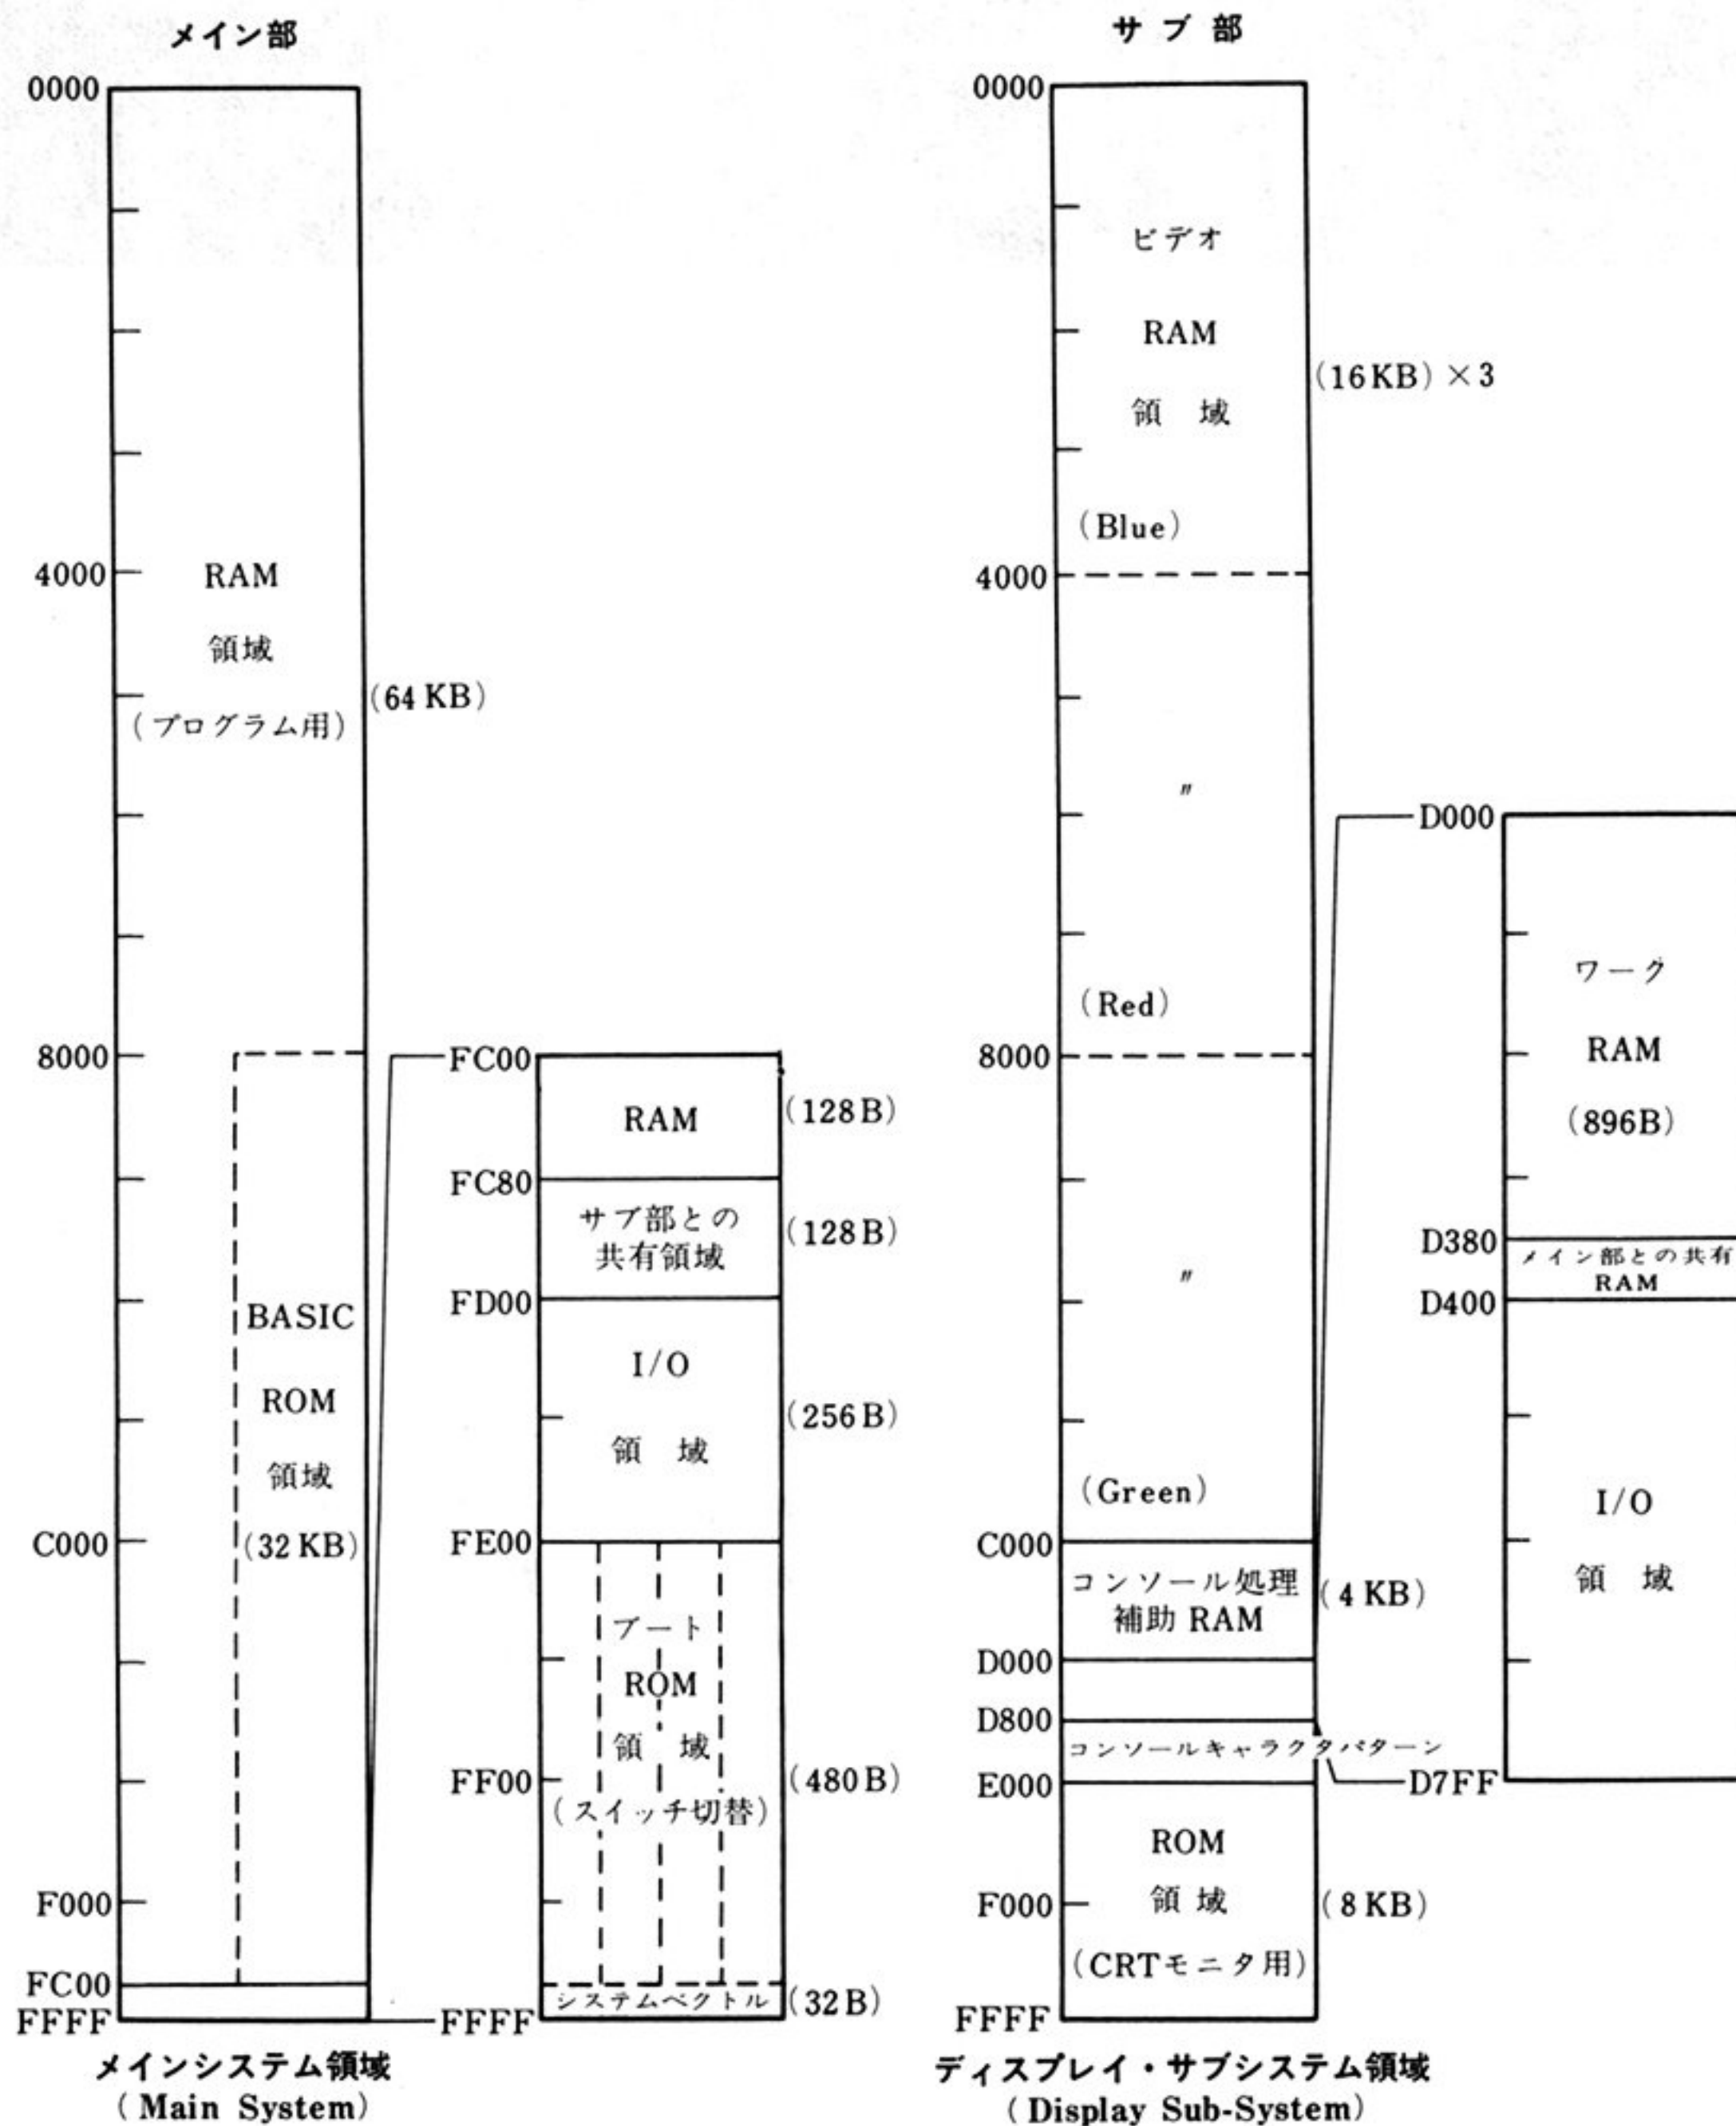 メイン部
0000
4000
RAM
領域
(プログラム用)
(64 KB)
8000
BASIC
ROM
領域
(32 KB)
C000
F000
FC00
FFFF
メインシステム領域
(Main System)
FC00
RAM
(128B)
FC80
サブ部との
共有領域
(128B)
FD00
I/O
領 域
(256B)
FE00
ブート
ROM
領 域
(スイッチ切替)
FF00
(480B)
システムベクトル
(32B)
FFFF
サブ部
0000
ビデオ
RAM
領 域
(16KB)×3
(Blue)
4000
〃
(Red)
8000
〃
(Green)
C000
コンソール処理
補助 RAM
(4 KB)
D000
D800
コンソールキャラクタパターン
E000
ROM
領 域
(CRTモニタ用)
F000
(8 KB)
FFFF
ディスプレイ・サブシステム領域
(Display Sub-System)
D000
ワーク
RAM
(896B)
D380
メイン部との共有
RAM
D400
I/O
領 域
D7FF